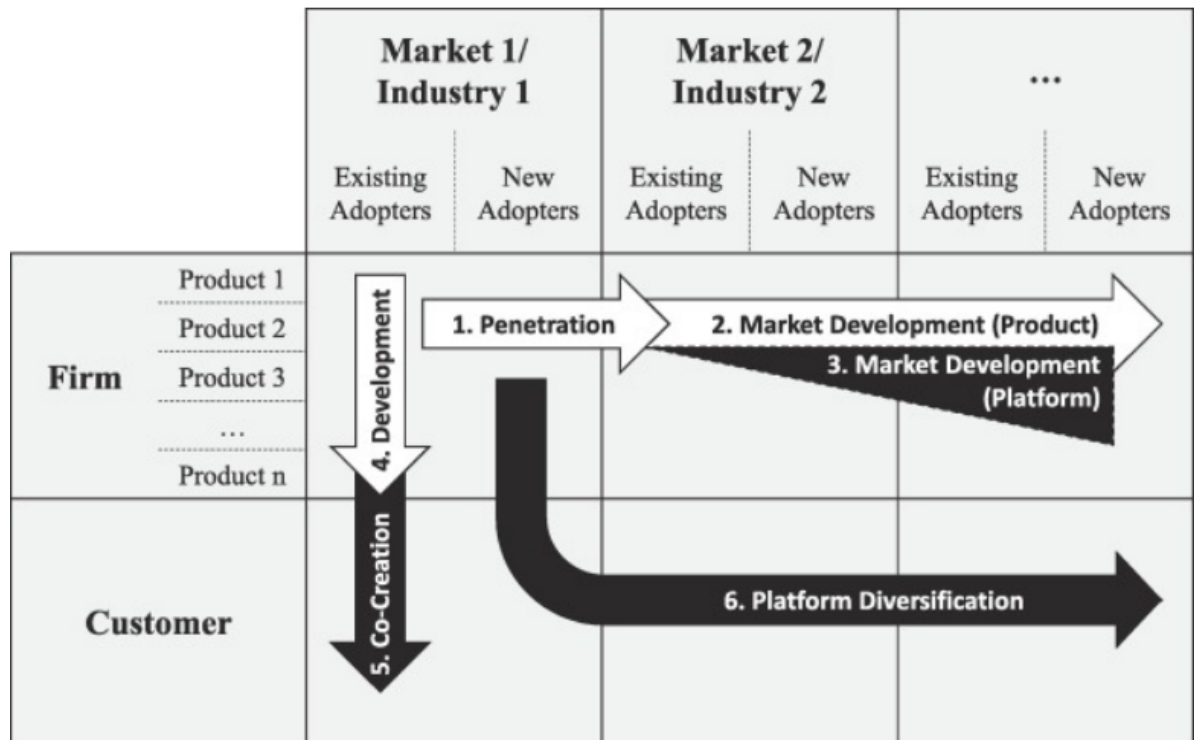 Market 1/
Industry 1
Market 2/
Industry 2
...
Existing
Adopters
New
Adopters
Existing
Adopters
New
Adopters
Existing
Adopters
New
Adopters
Firm
Product 1
Product 2
Product 3
...
Product n
1. Penetration
2. Market Development (Product)
3. Market Development
(Platform)
4. Development
Customer
5. Co-Creation
6. Platform Diversification